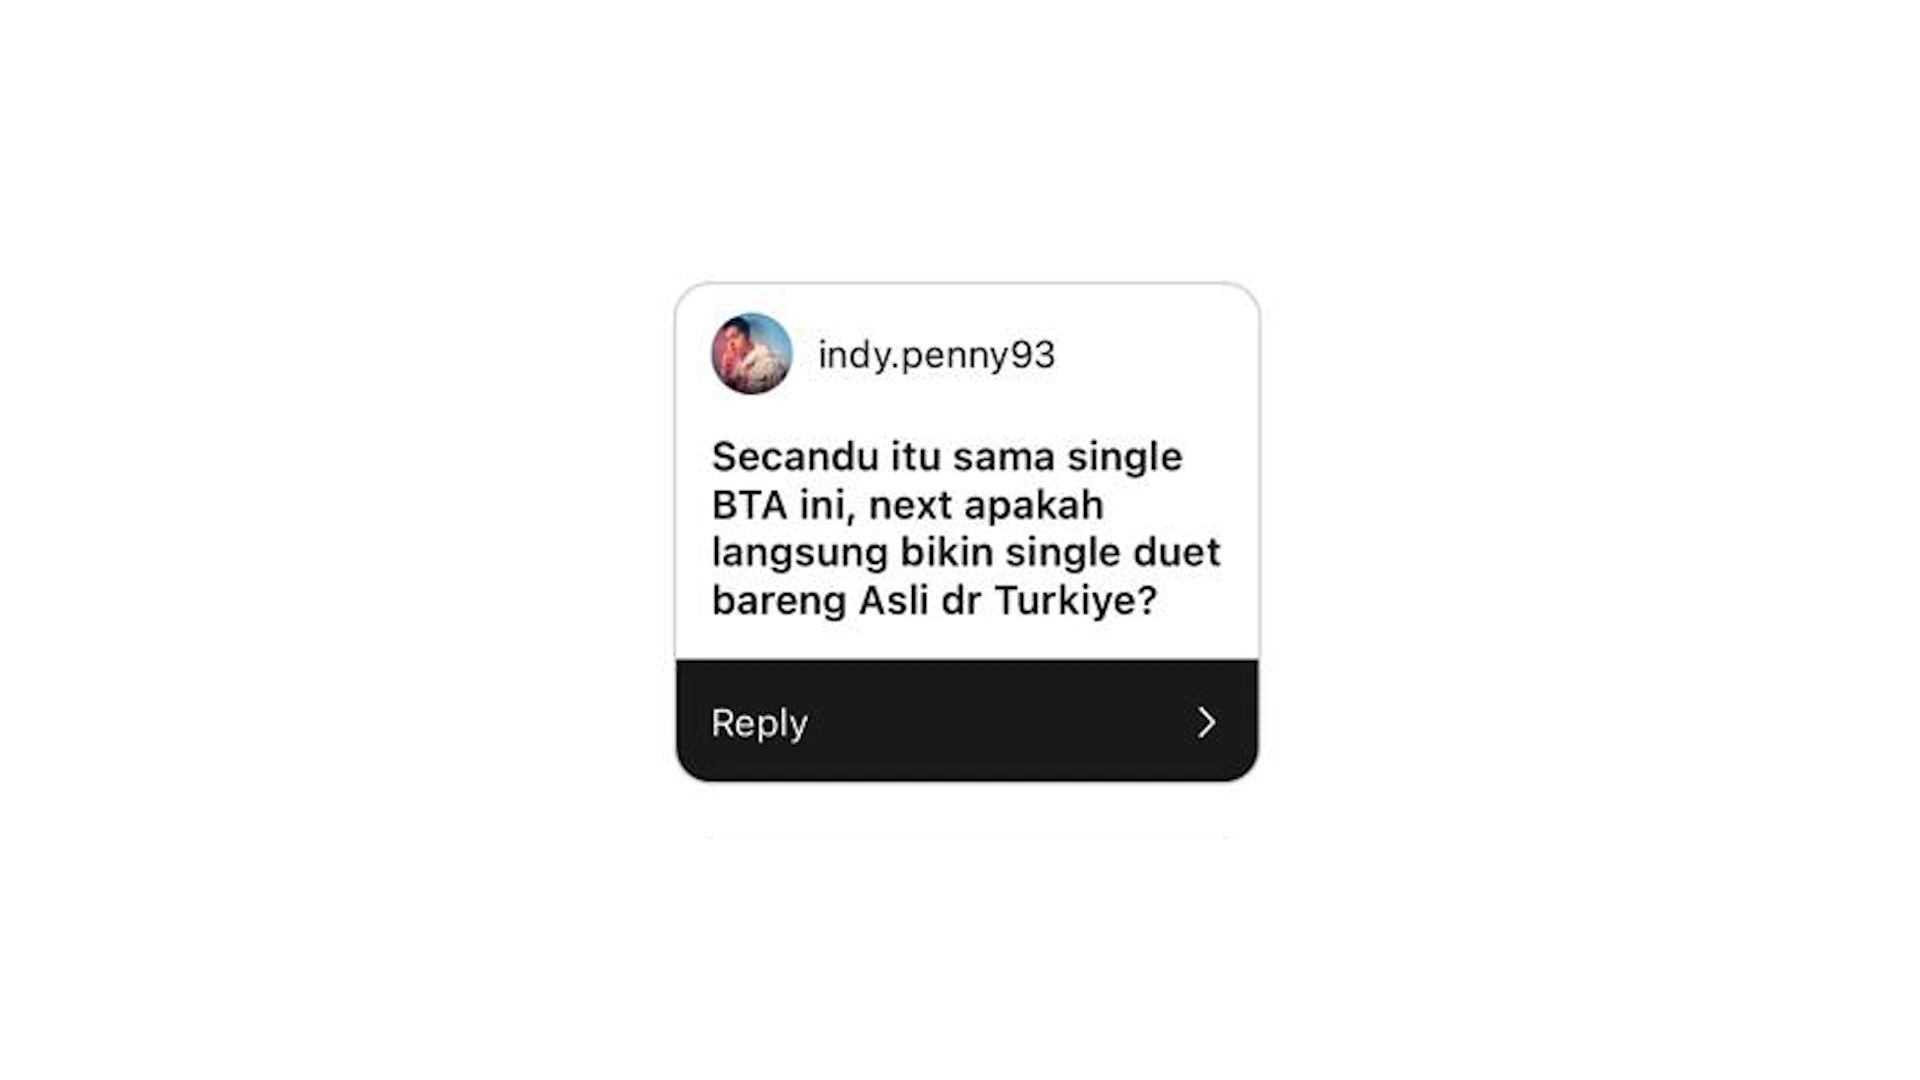 indy.penny93
Secandu itu sama single
BTA ini, next apakah
langsung bikin single duet
bareng Asli dr Turkiye?
Reply